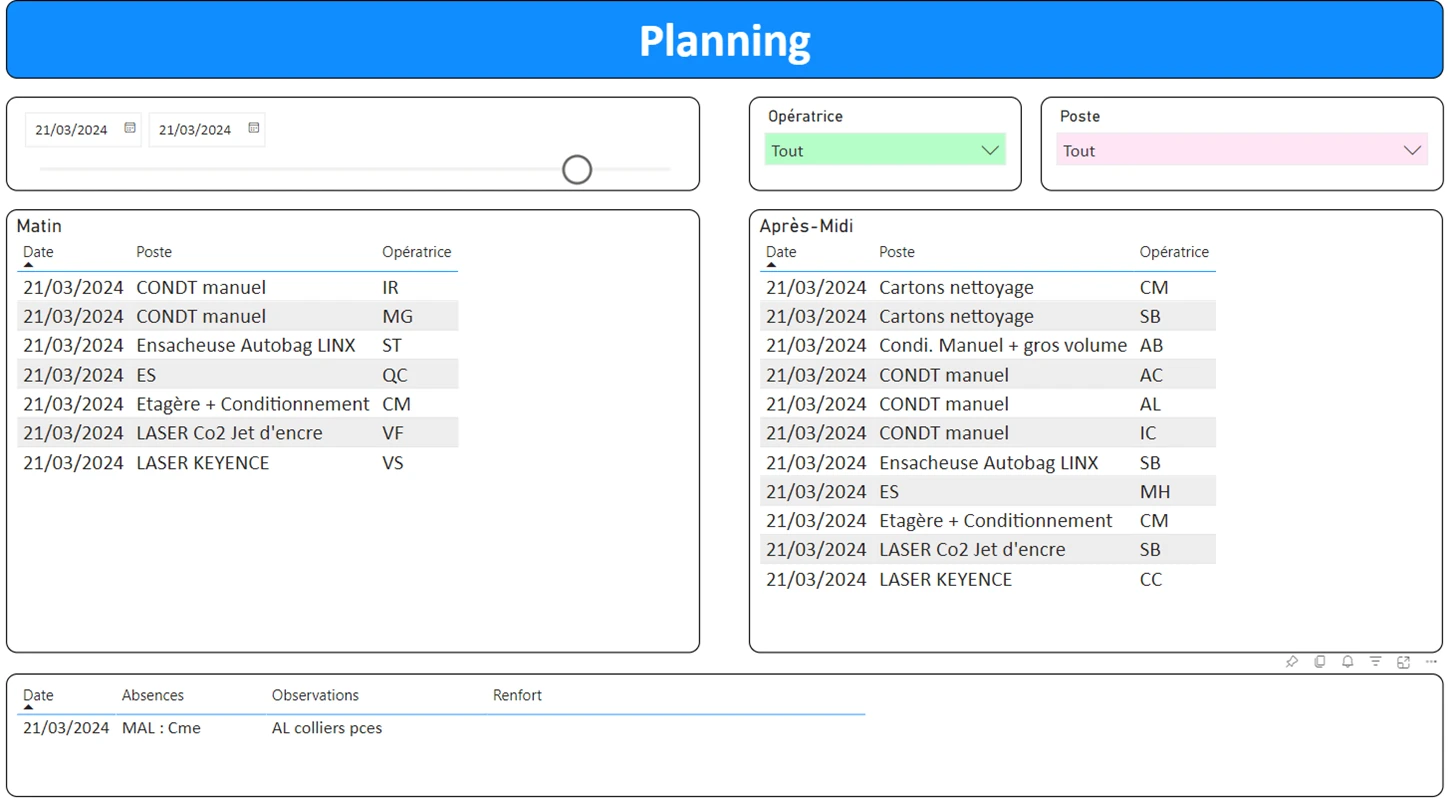 Planning
21/03/2024 21/03/2024
Opératrice
Tout
Poste
Tout
Matin
Date Poste Opératrice
21/03/2024 CONDT manuel IR
21/03/2024 CONDT manuel MG
21/03/2024 Ensacheuse Autobag LINX ST
21/03/2024 ES QC
21/03/2024 Etagère + Conditionnement CM
21/03/2024 LASER Co2 Jet d'encre VF
21/03/2024 LASER KEYENCE VS
Après-Midi
Date Poste Opératrice
21/03/2024 Cartons nettoyage CM
21/03/2024 Cartons nettoyage SB
21/03/2024 Condi. Manuel + gros volume AB
21/03/2024 CONDT manuel AC
21/03/2024 CONDT manuel AL
21/03/2024 CONDT manuel IC
21/03/2024 Ensacheuse Autobag LINX SB
21/03/2024 ES MH
21/03/2024 Etagère + Conditionnement CM
21/03/2024 LASER Co2 Jet d'encre SB
21/03/2024 LASER KEYENCE CC
Date Absences Observations Renfort
21/03/2024 MAL : Cme AL colliers pces